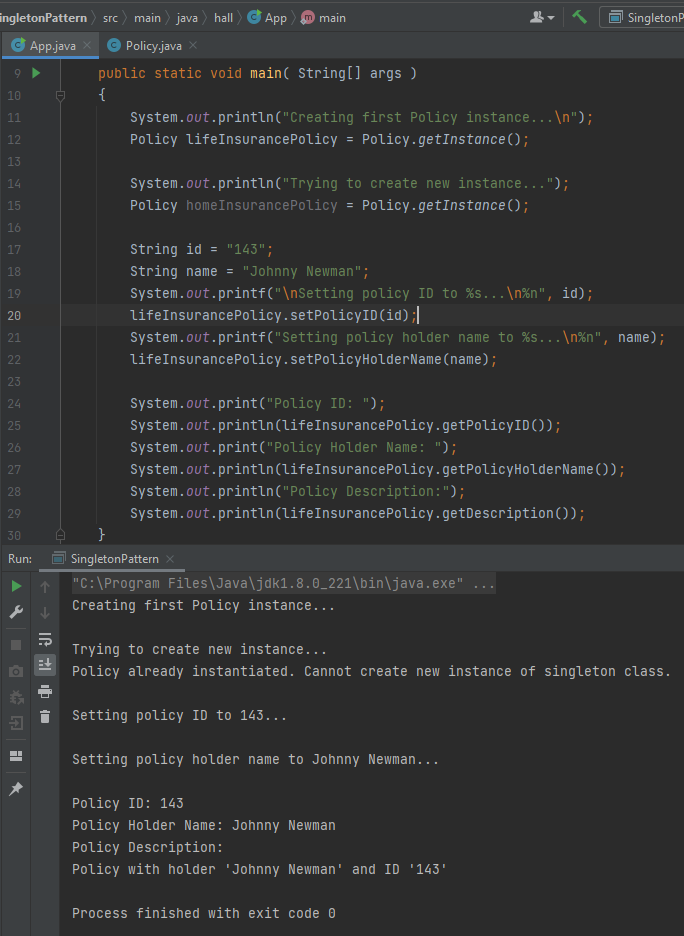 ingletonPattern src main java hall App main SingletonP
App.java Policy.java
9 public static void main( String[] args )
10 {
11 System.out.println("Creating first Policy instance...\n");
12 Policy lifeInsurancePolicy = Policy.getInstance();
13
14 System.out.println("Trying to create new instance...");
15 Policy homeInsurancePolicy = Policy.getInstance();
16
17 String id = "143";
18 String name = "Johnny Newman";
19 System.out.printf("\nSetting policy ID to %s...\n%n", id);
20 lifeInsurancePolicy.setPolicyID(id);
21 System.out.printf("Setting policy holder name to %s...\n%n", name);
22 lifeInsurancePolicy.setPolicyHolderName(name);
23
24 System.out.print("Policy ID: ");
25 System.out.println(lifeInsurancePolicy.getPolicyID());
26 System.out.print("Policy Holder Name: ");
27 System.out.println(lifeInsurancePolicy.getPolicyHolderName());
28 System.out.println("Policy Description:");
29 System.out.println(lifeInsurancePolicy.getDescription());
30 }
Run: SingletonPattern
"C:\Program Files\Java\jdk1.8.0_221\bin\java.exe" ...
Creating first Policy instance...
Trying to create new instance...
Policy already instantiated. Cannot create new instance of singleton class.
Setting policy ID to 143...
Setting policy holder name to Johnny Newman...
Policy ID: 143
Policy Holder Name: Johnny Newman
Policy Description:
Policy with holder 'Johnny Newman' and ID '143'
Process finished with exit code 0